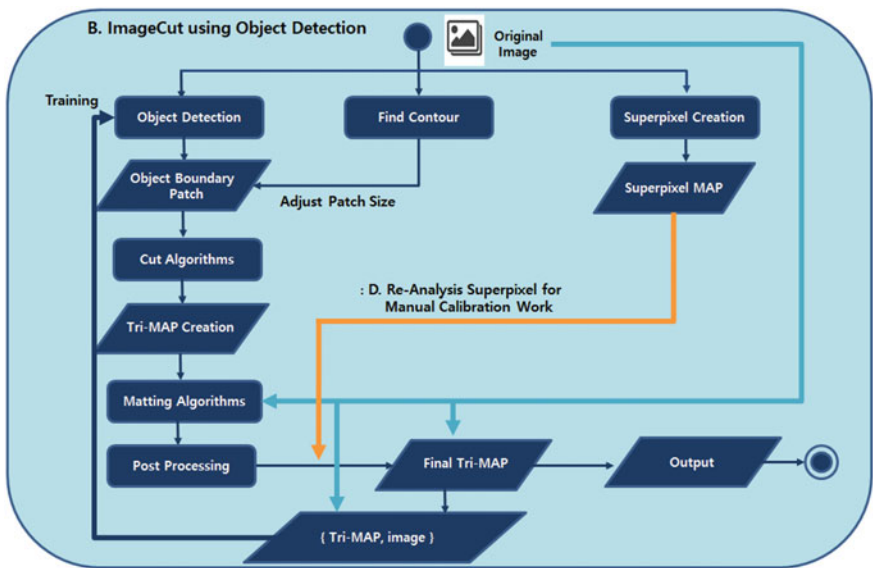 B. ImageCut using Object Detection
Original
Image
Training
Object Detection
Find Contour
Superpixel Creation
Object Boundary
Patch
Superpixel MAP
Adjust Patch Size
Cut Algorithms
: D. Re-Analysis Superpixel for
Manual Calibration Work
Tri-MAP Creation
Matting Algorithms
Post Processing
Final Tri-MAP
Output
{ Tri-MAP, image }